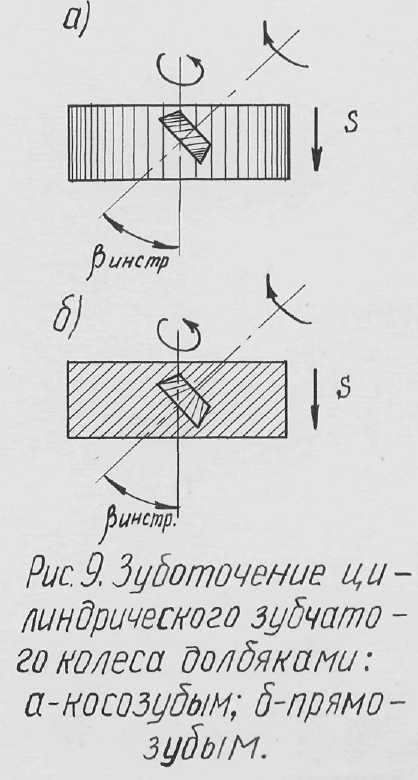 а)
S
βинстр
б)
S
βинстр.
Рис. 9. Зуботочение ци-
линдрического зубчато-
го колеса долбяками:
а-косозубым; б-прямо-
зубым.